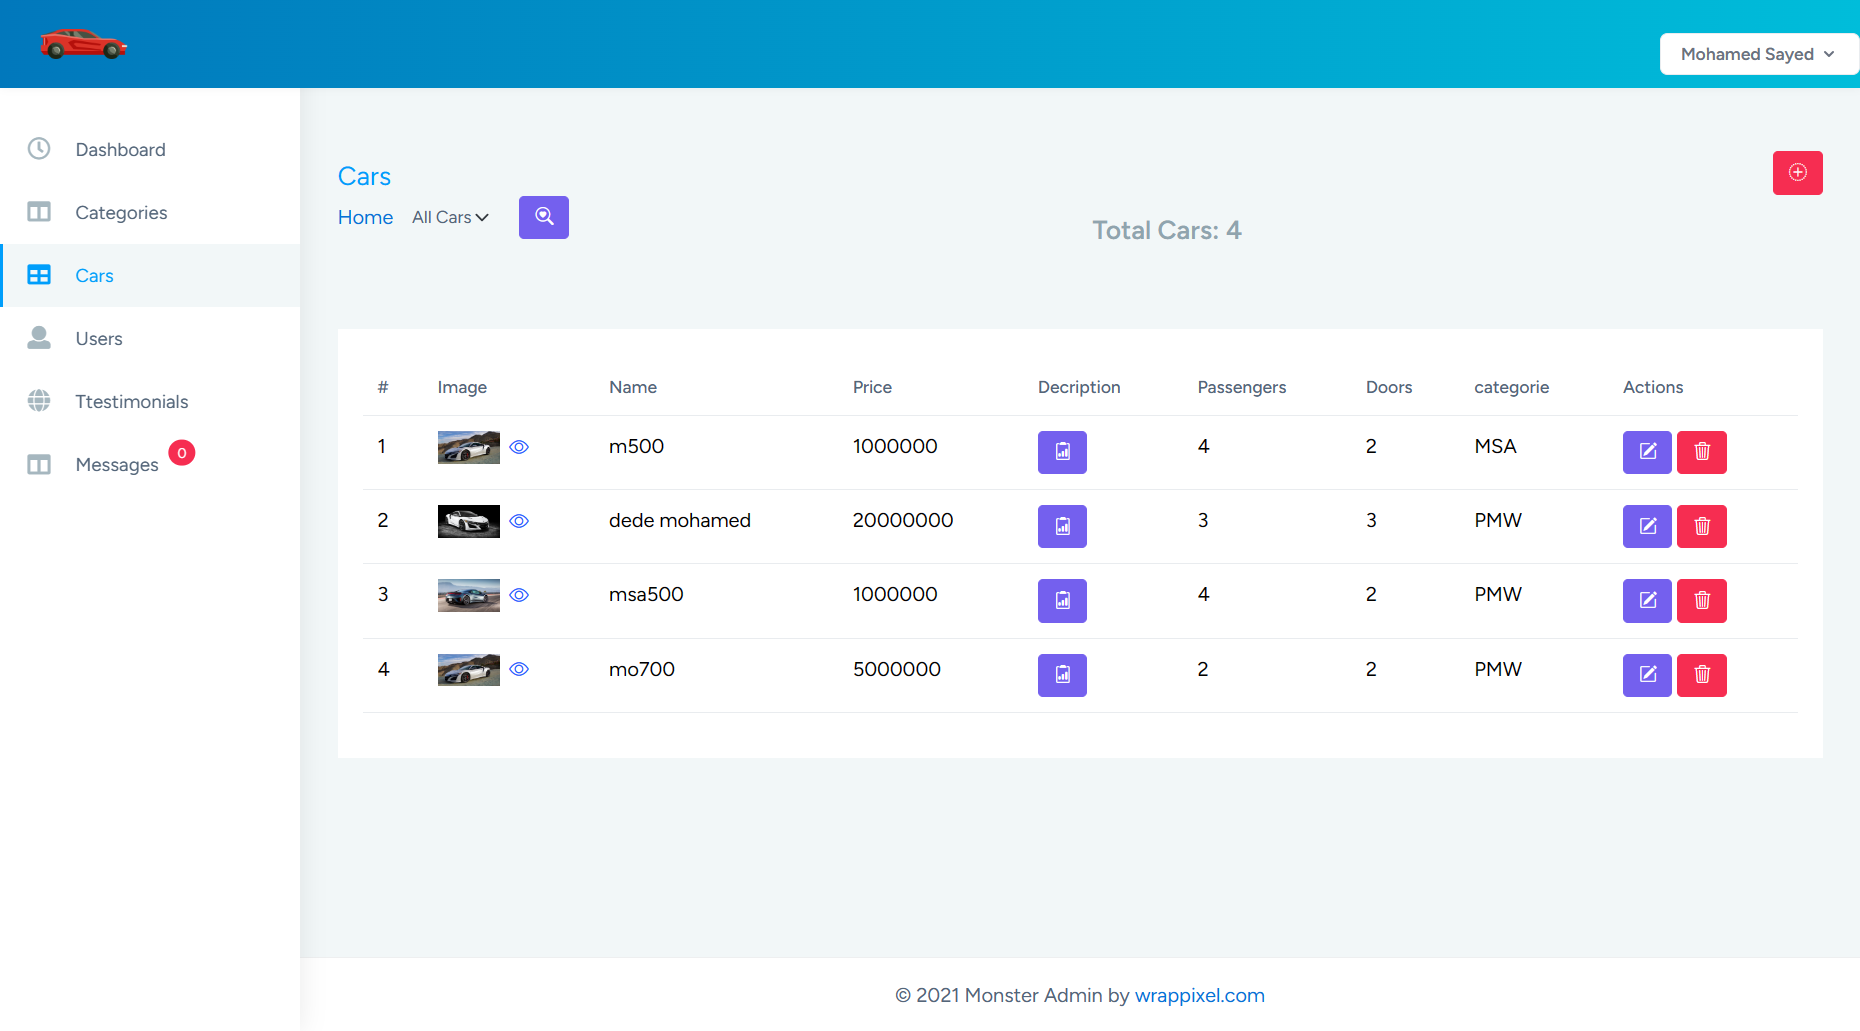 Mohamed Sayed
Dashboard
Categories
Cars
Users
Ttestimonials
Messages 0
Cars
Home All Cars
Total Cars: 4
# Image Name Price Decription Passengers Doors categorie Actions
1 m500 1000000 4 2 MSA
2 dede mohamed 20000000 3 3 PMW
3 msa500 1000000 4 2 PMW
4 mo700 5000000 2 2 PMW
© 2021 Monster Admin by wrappixel.com